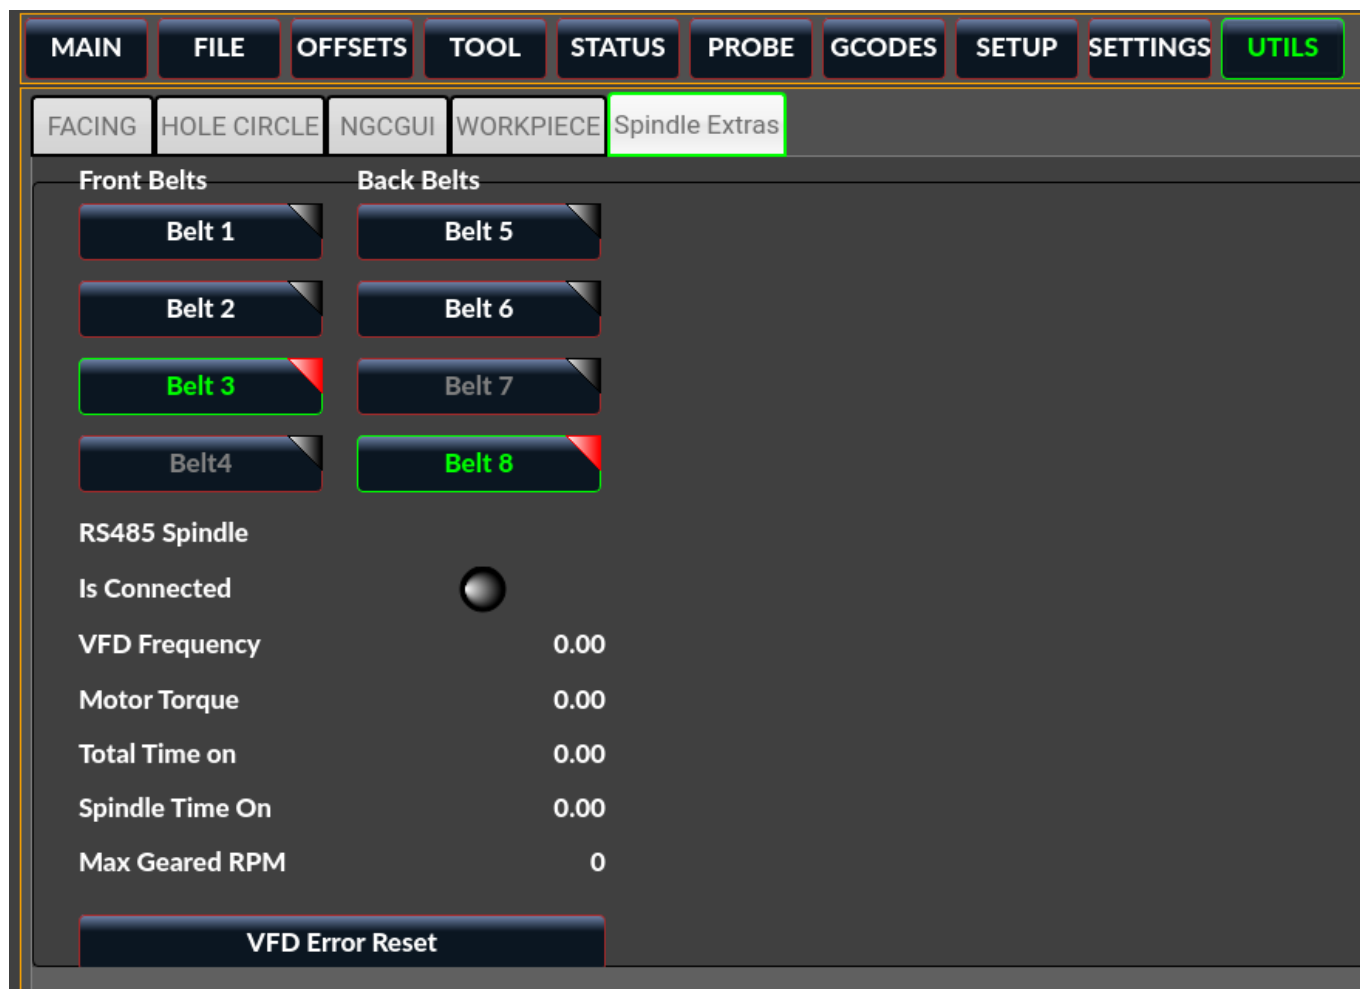 MAIN FILE OFFSETS TOOL STATUS PROBE GCODES SETUP SETTINGS UTILS
FACING HOLE CIRCLE NGCGUI WORKPIECE Spindle Extras
Front Belts Back Belts
Belt 1 Belt 5
Belt 2 Belt 6
Belt 3 Belt 7
Belt4 Belt 8
RS485 Spindle
Is Connected
VFD Frequency 0.00
Motor Torque 0.00
Total Time on 0.00
Spindle Time On 0.00
Max Geared RPM 0
VFD Error Reset